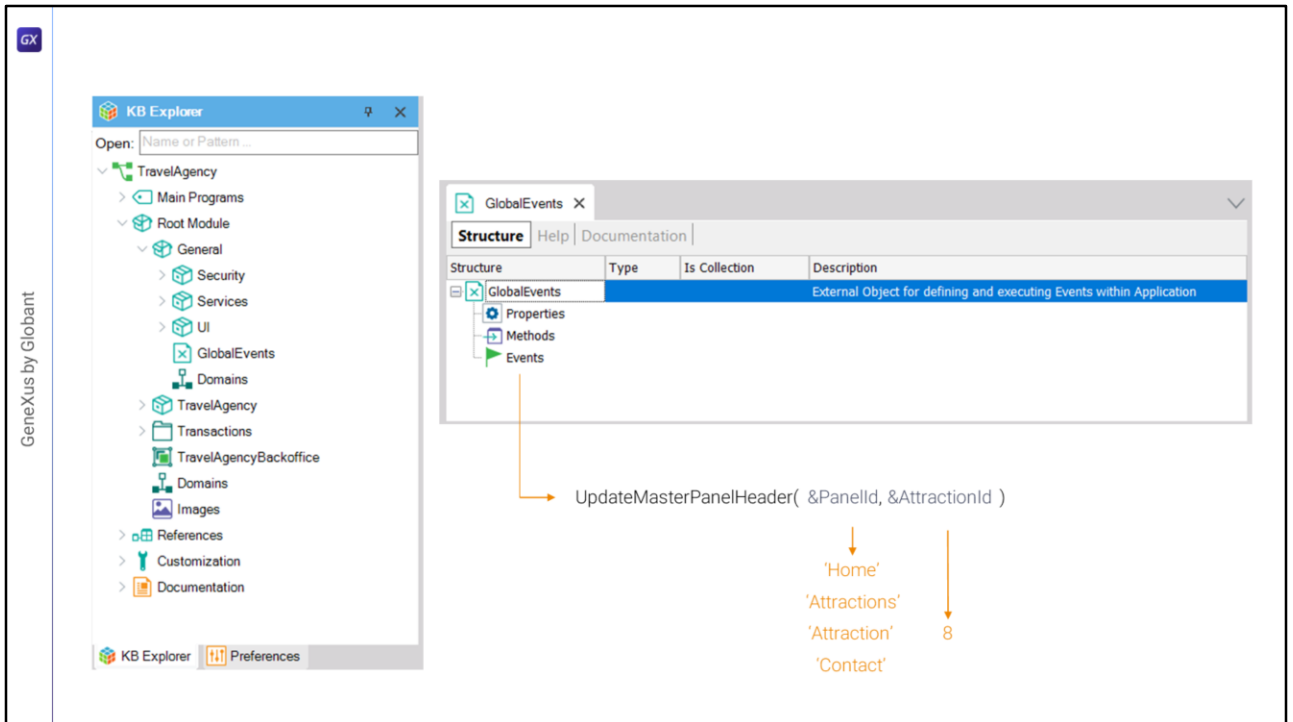 GX
GeneXus by Globant
KB Explorer
Open: Name or Pattern ...
TravelAgency
Main Programs
Root Module
General
Security
Services
UI
GlobalEvents
Domains
TravelAgency
Transactions
TravelAgencyBackoffice
Domains
Images
References
Customization
Documentation
KB Explorer Preferences
GlobalEvents
Structure Help Documentation
Structure Type Is Collection Description
GlobalEvents External Object for defining and executing Events within Application
Properties
Methods
Events
UpdateMasterPanelHeader( &PanelId, &AttractionId )
'Home'
'Attractions'
'Attraction' 8
'Contact'